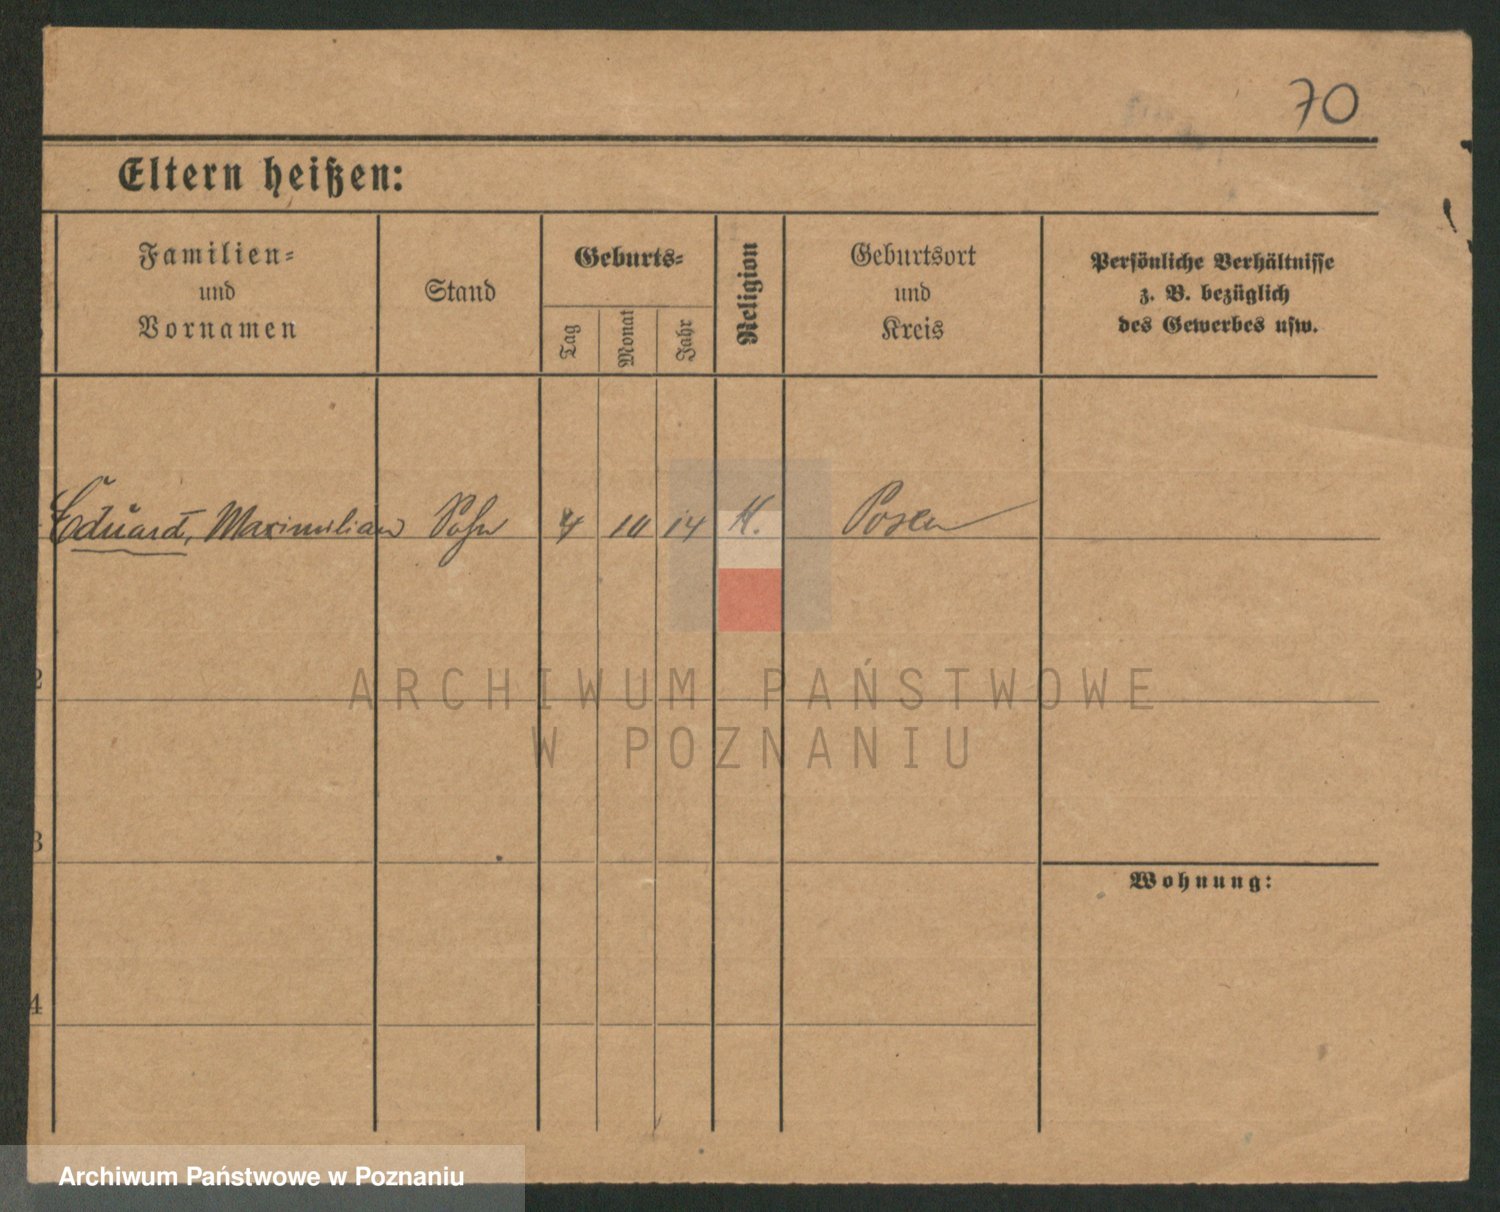 70
Eltern heißen:
Familien-
und
Vornamen
Stand
Geburts-
Tag
Monat
Jahr
Religion
Geburtsort
und
Kreis
Persönliche Verhältnisse
z. B. bezüglich
des Gewerbes usw.
Eduard, Maximilian Sohn 4 10 14 K. Posen
ARCHIWUM PAŃSTWOWE
W POZNANIU
2
3
Wohnung:
4
Archiwum Państwowe w Poznaniu